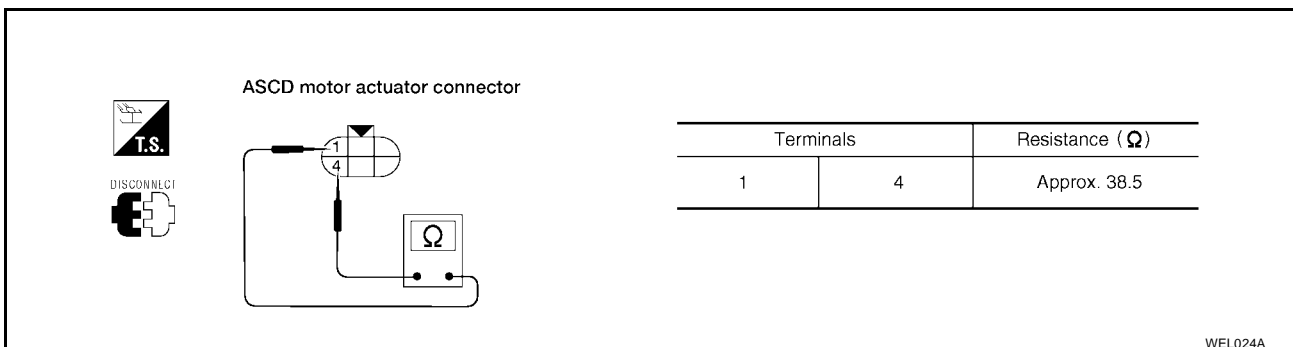 ASCD motor actuator connector
T.S.
DISCONNECT
1
4
Ω
Terminals Resistance (Ω)
1 4 Approx. 38.5
WEL024A